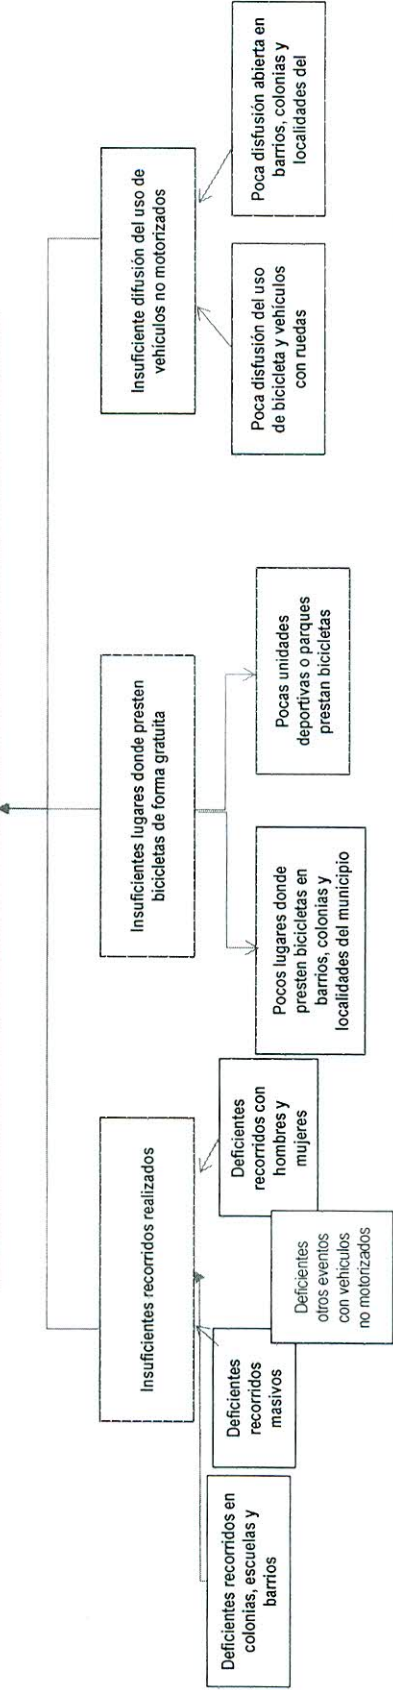 Insuficientes recorridos realizados
Insuficientes lugares donde presten
bicicletas de forma gratuita
Insuficiente difusión del uso de
vehículos no motorizados
Deficientes recorridos en
colonias, escuelas y
barrios
Deficientes
recorridos
masivos
Deficientes
otros eventos
con vehículos
no motorizados
Deficientes
recorridos con
hombres y
mujeres
Pocos lugares donde
presten bicicletas en
barrios, colonias y
localidades del municipio
Pocas unidades
deportivas o parques
prestan bicicletas
Poca disfusión del uso
de bicicleta y vehículos
con ruedas
Poca disfusión abierta en
barrios, colonias y
localidades del